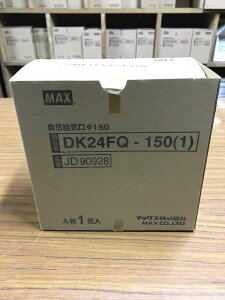 MAX
自然給気口φ150
DK24FQ-150(1)
JD90928
入数1個入
マックス株式会社
MAX CO.,LTD.